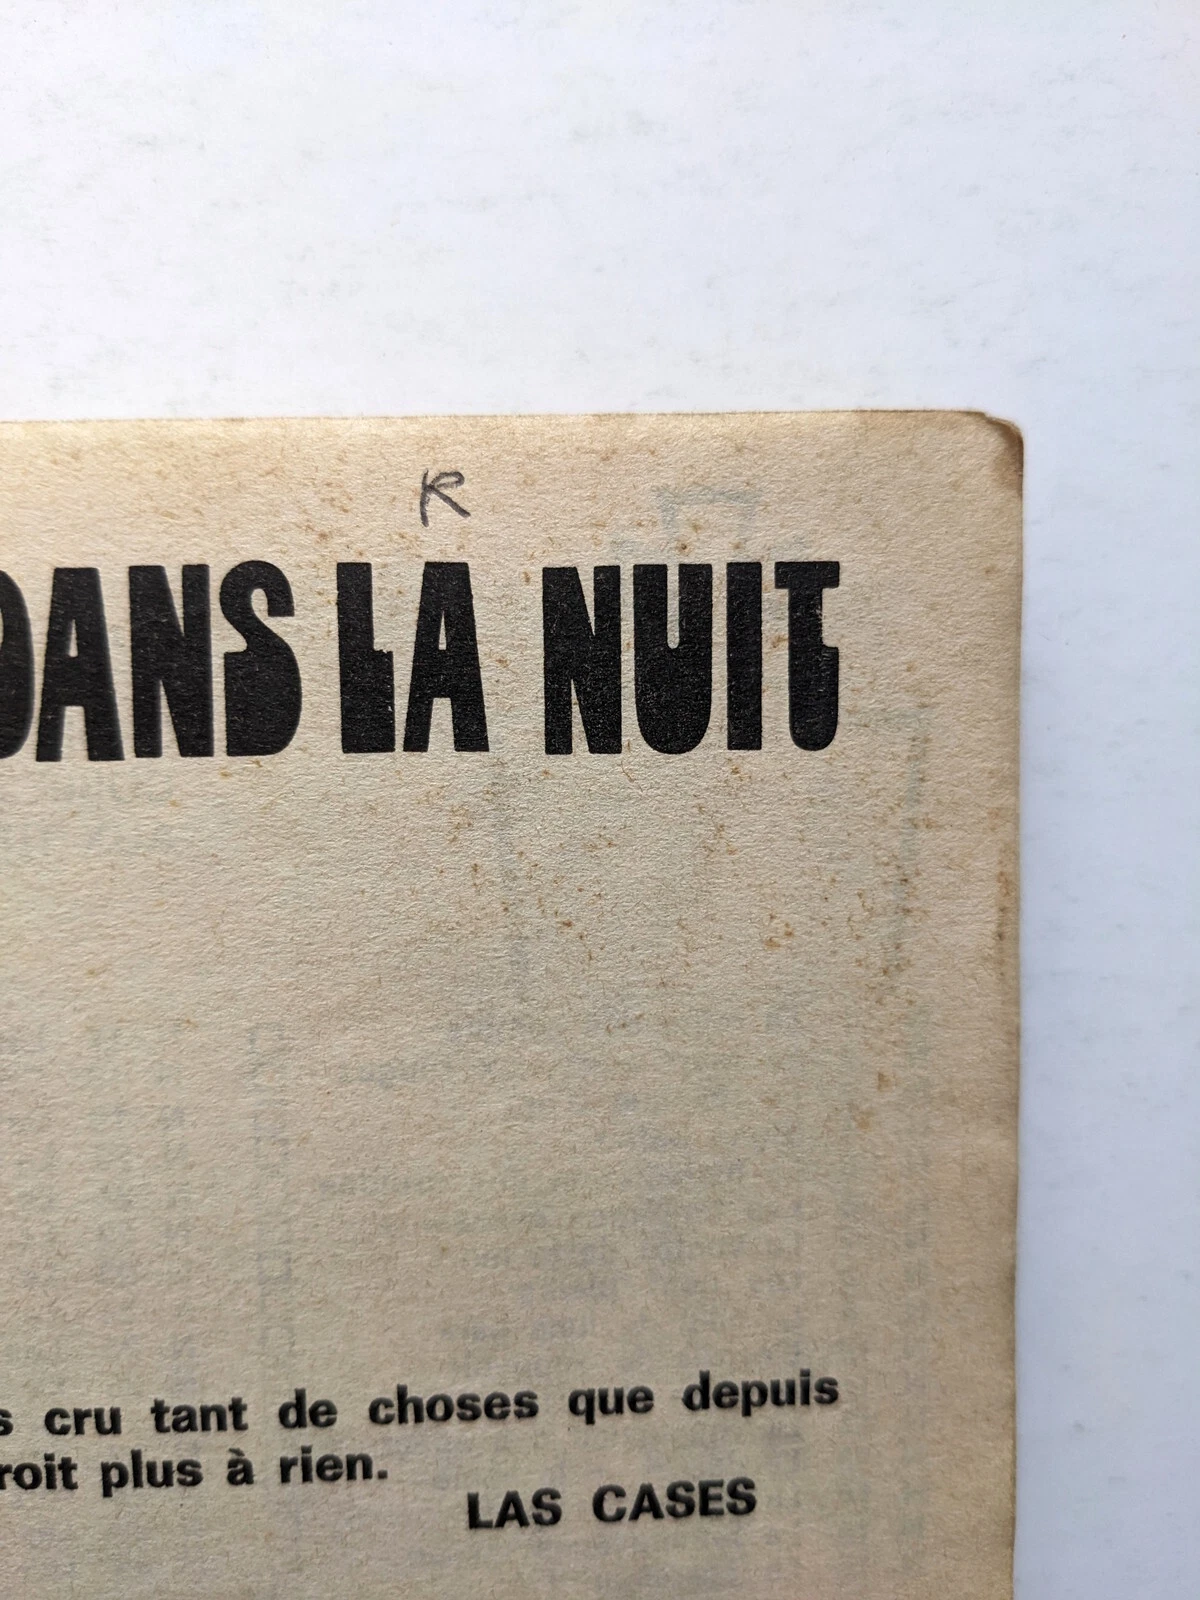 R
DANS LA NUIT
s cru tant de choses que depuis
roit plus à rien.
LAS CASES